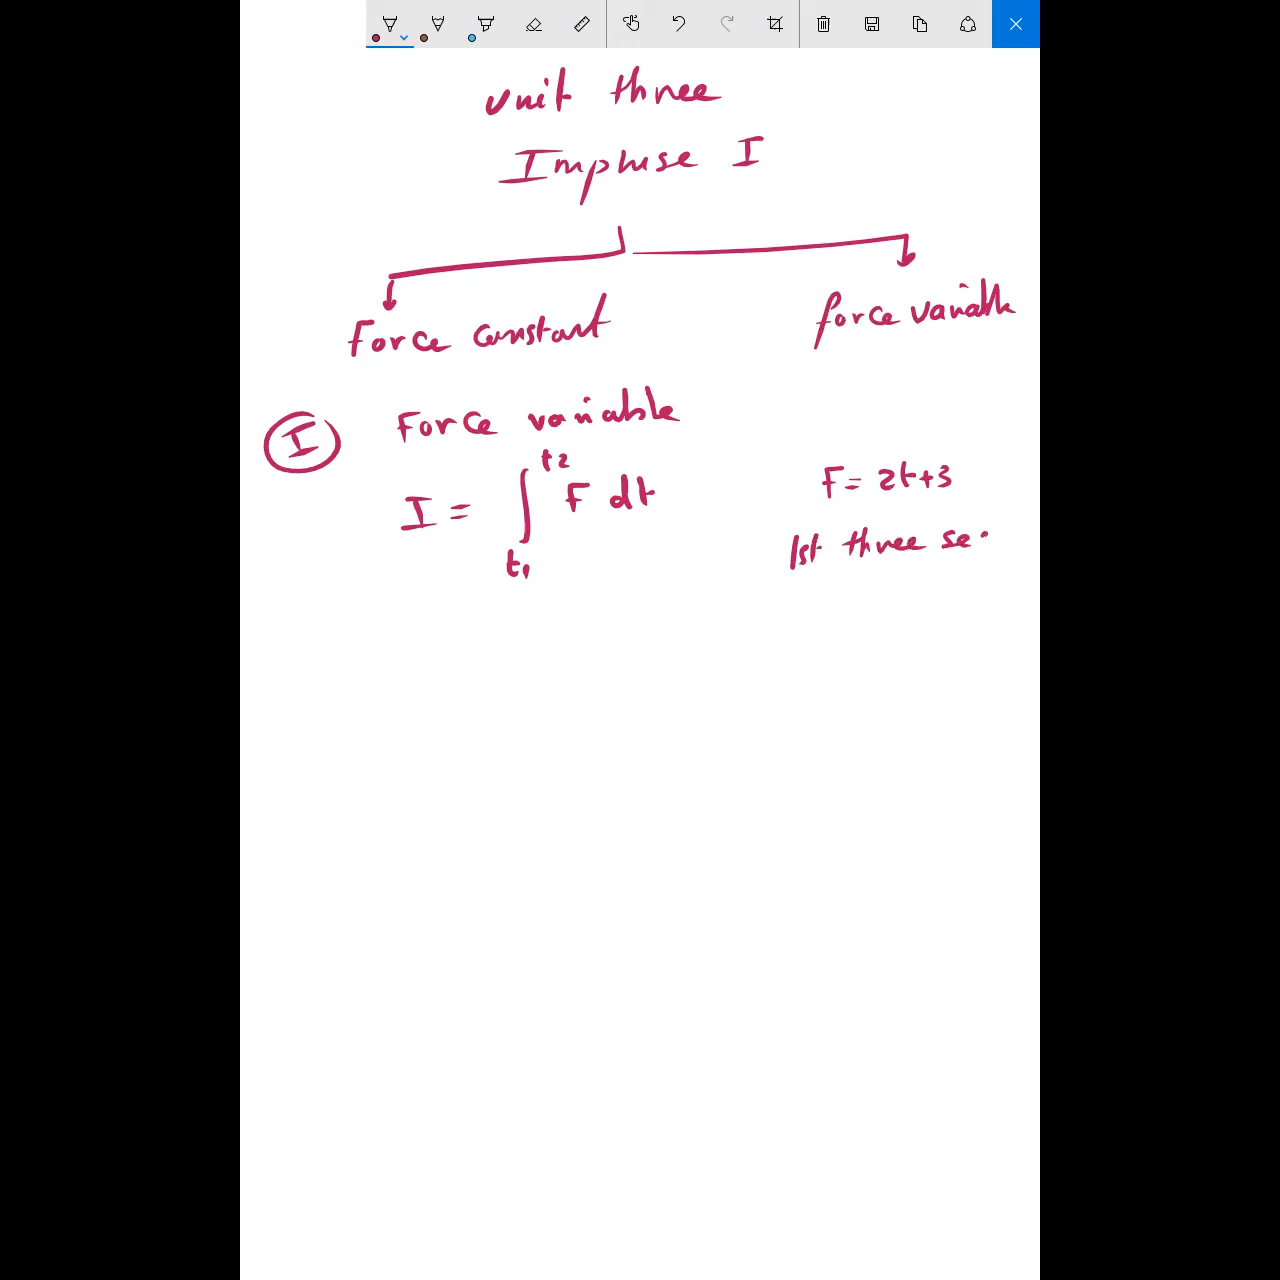 Unit three
Impulse I
Force constant
force variable
I Force variable
I = ∫ t1 t2 F dt
F = 2t+3
1st three se.